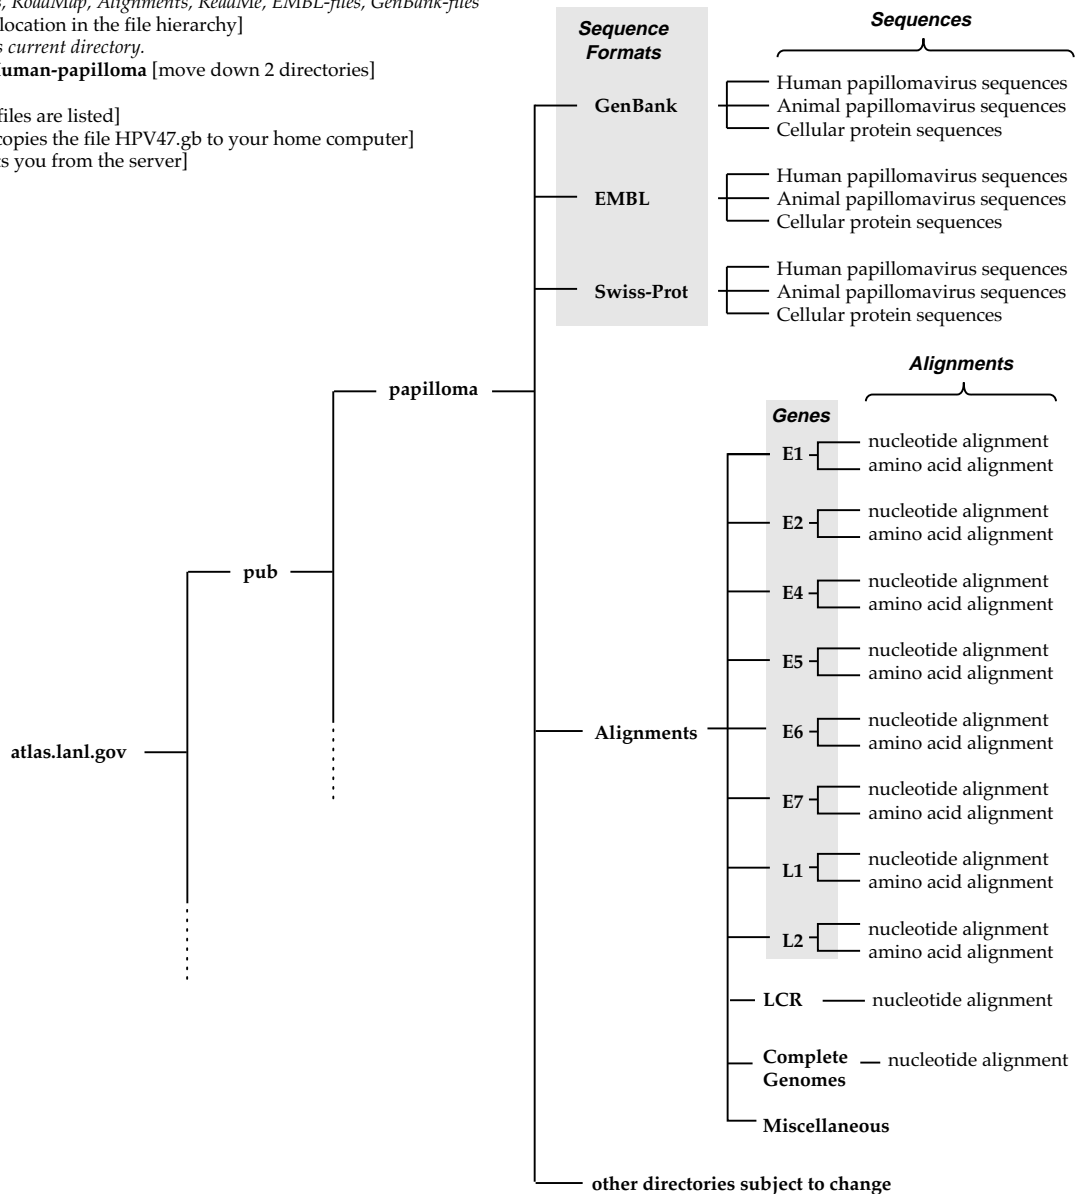 RoadMap, Alignments, ReadMe, EMBL-files, GenBank-files
location in the file hierarchy]
s current directory.
Human-papilloma [move down 2 directories]
files are listed]
copies the file HPV47.gb to your home computer]
ts you from the server]
Sequence
Formats
Sequences
GenBank
Human papillomavirus sequences
Animal papillomavirus sequences
Cellular protein sequences
EMBL
Human papillomavirus sequences
Animal papillomavirus sequences
Cellular protein sequences
Swiss-Prot
Human papillomavirus sequences
Animal papillomavirus sequences
Cellular protein sequences
papilloma
pub
atlas.lanl.gov
Alignments
Genes
Alignments
E1
nucleotide alignment
amino acid alignment
E2
nucleotide alignment
amino acid alignment
E4
nucleotide alignment
amino acid alignment
E5
nucleotide alignment
amino acid alignment
E6
nucleotide alignment
amino acid alignment
E7
nucleotide alignment
amino acid alignment
L1
nucleotide alignment
amino acid alignment
L2
nucleotide alignment
amino acid alignment
LCR
nucleotide alignment
Complete
Genomes
nucleotide alignment
Miscellaneous
other directories subject to change